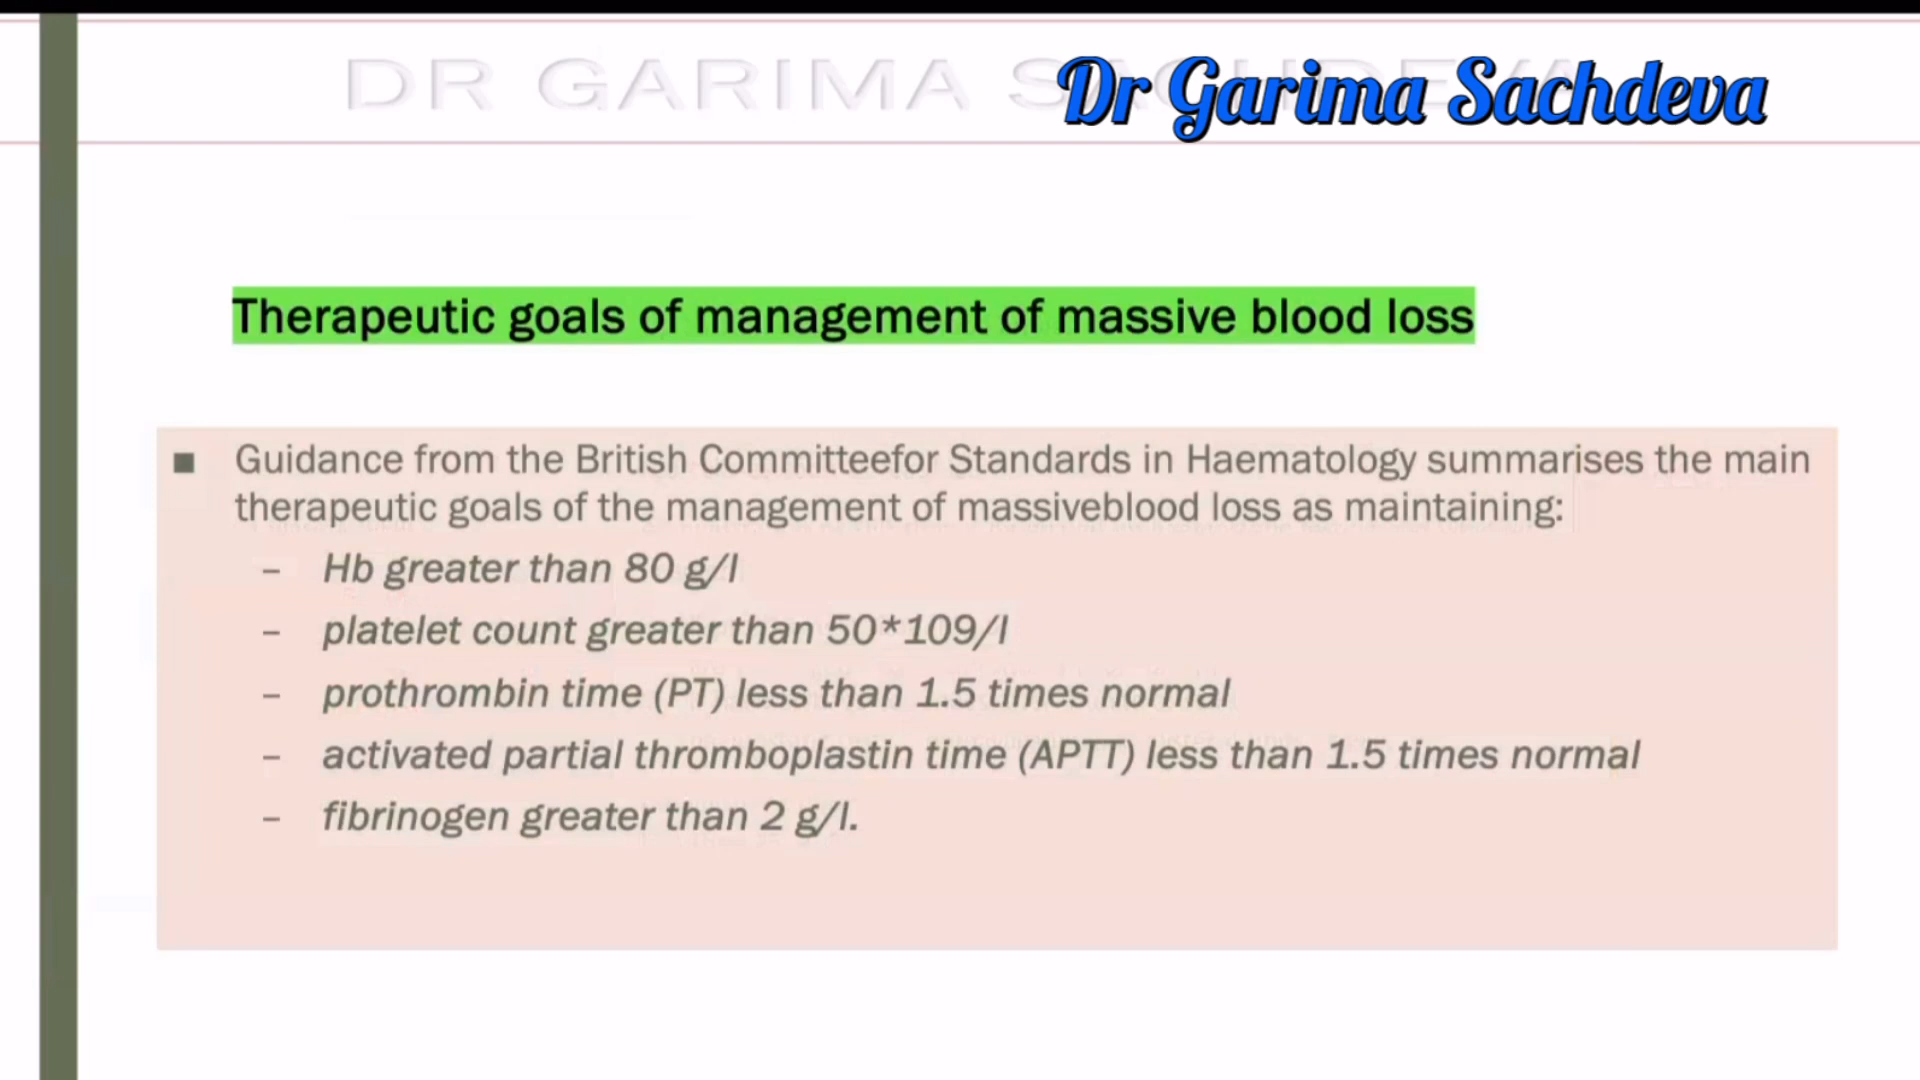 DR GARIMA SACHDEVA
Dr Garima Sachdeva
Therapeutic goals of management of massive blood loss
■ Guidance from the British Committeefor Standards in Haematology summarises the main
therapeutic goals of the management of massiveblood loss as maintaining:
– Hb greater than 80 g/l
– platelet count greater than 50*109/l
– prothrombin time (PT) less than 1.5 times normal
– activated partial thromboplastin time (APTT) less than 1.5 times normal
– fibrinogen greater than 2 g/l.